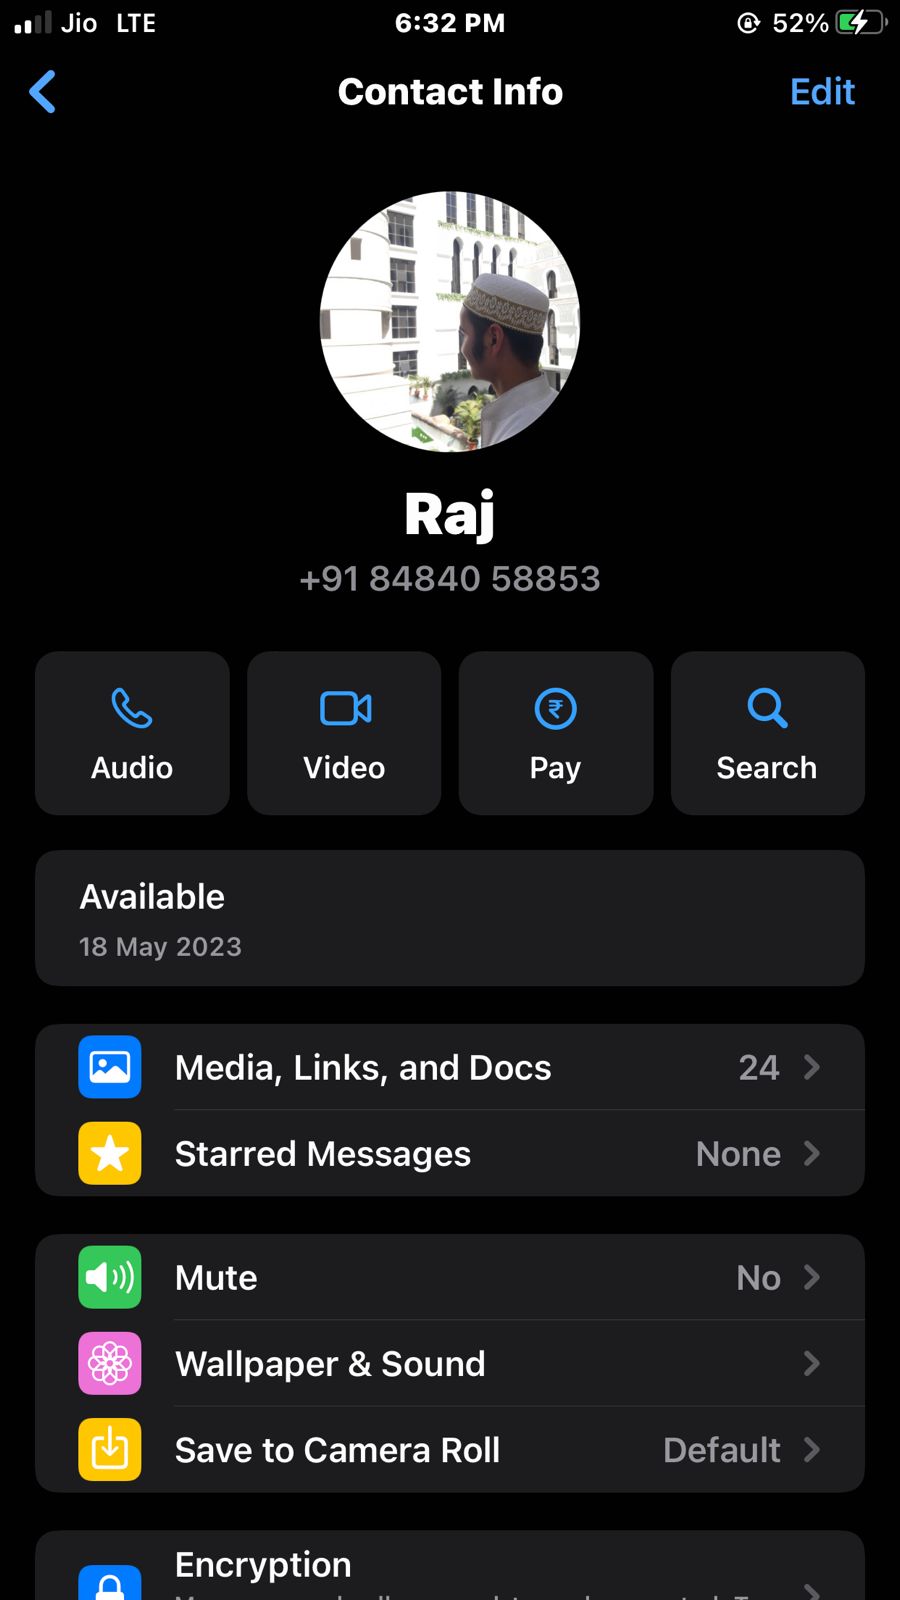 Jio LTE 6:32 PM 52%
Contact Info Edit
Raj
+91 84840 58853
Audio Video Pay Search
Available
18 May 2023
Media, Links, and Docs 24
Starred Messages None
Mute No
Wallpaper & Sound
Save to Camera Roll Default
Encryption